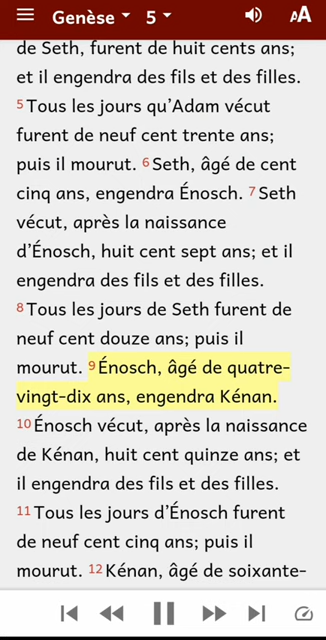 Genèse 5 AA
de Seth, furent de huit cents ans;
et il engendra des fils et des filles.
5 Tous les jours qu’Adam vécut
furent de neuf cent trente ans;
puis il mourut. 6 Seth, âgé de cent
cinq ans, engendra Énosch. 7 Seth
vécut, après la naissance
d’Énosch, huit cent sept ans; et il
engendra des fils et des filles.
8 Tous les jours de Seth furent de
neuf cent douze ans; puis il
mourut. 9 Énosch, âgé de quatre-
vingt-dix ans, engendra Kénan.
10 Énosch vécut, après la naissance
de Kénan, huit cent quinze ans; et
il engendra des fils et des filles.
11 Tous les jours d’Énosch furent
de neuf cent cinq ans; puis il
mourut. 12 Kénan, âgé de soixante-